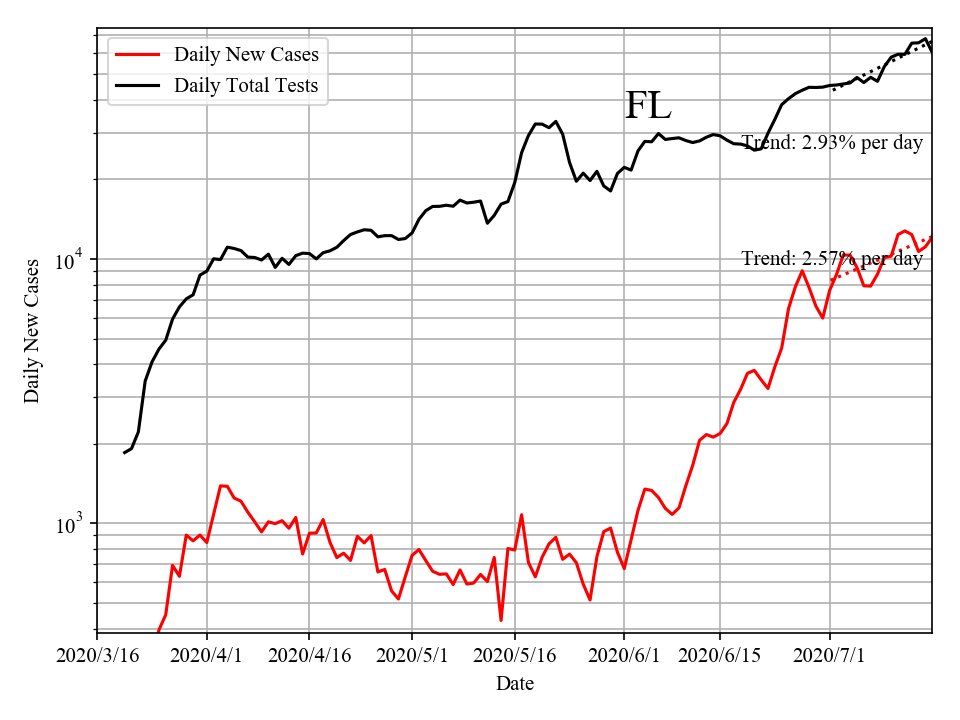 Daily New Cases
Daily Total Tests
FL
Trend: 2.93% per day
Trend: 2.57% per day
10^4
10^3
Daily New Cases
2020/3/16 2020/4/1 2020/4/16 2020/5/1 2020/5/16 2020/6/1 2020/6/15 2020/7/1
Date